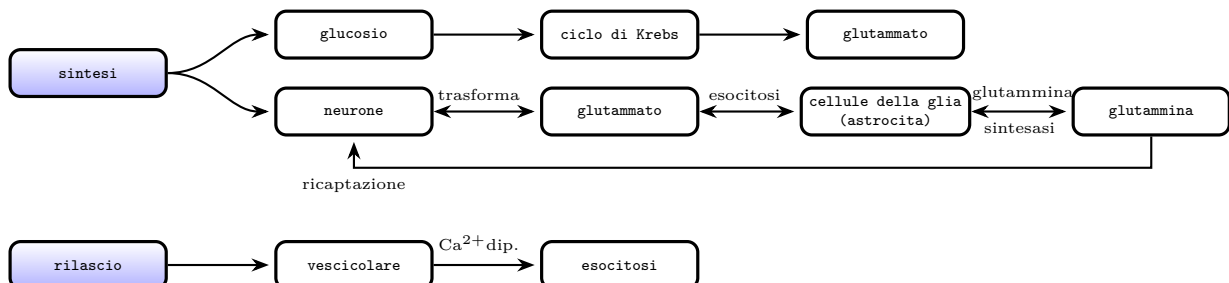 glucosio
ciclo di Krebs
glutammato
sintesi
neurone
trasforma
glutammato
esocitosi
cellule della glia
(astrocita)
glutammina
sintesasi
glutammina
ricaptazione
rilascio
vescicolare
Ca2+dip.
esocitosi